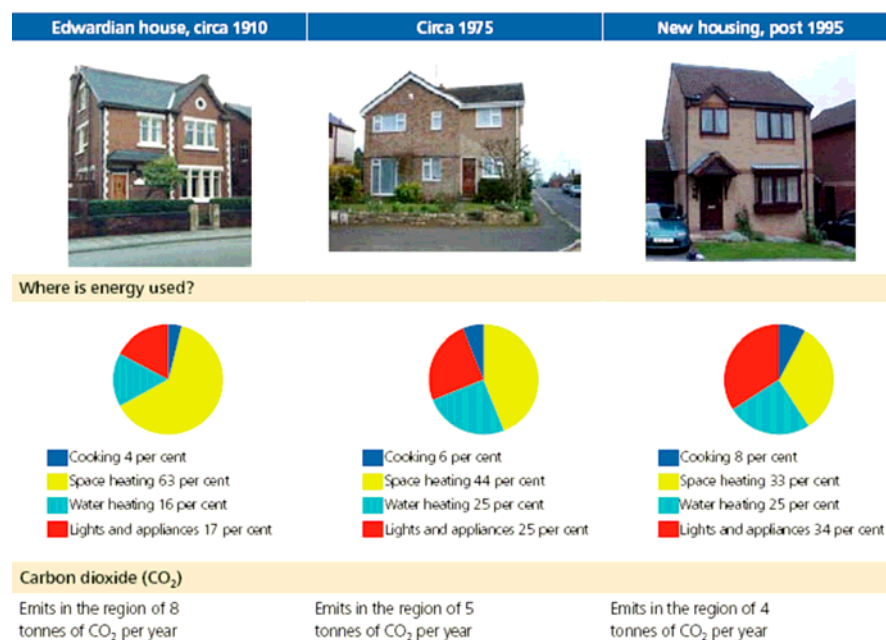 Edwardian house, circa 1910
Circa 1975
New housing, post 1995
Where is energy used?
Cooking 4 per cent
Space heating 63 per cent
Water heating 16 per cent
Lights and appliances 17 per cent
Cooking 6 per cent
Space heating 44 per cent
Water heating 25 per cent
Lights and appliances 25 per cent
Cooking 8 per cent
Space heating 33 per cent
Water heating 25 per cent
Lights and appliances 34 per cent
Carbon dioxide (CO₂)
Emits in the region of 8
tonnes of CO₂ per year
Emits in the region of 5
tonnes of CO₂ per year
Emits in the region of 4
tonnes of CO₂ per year